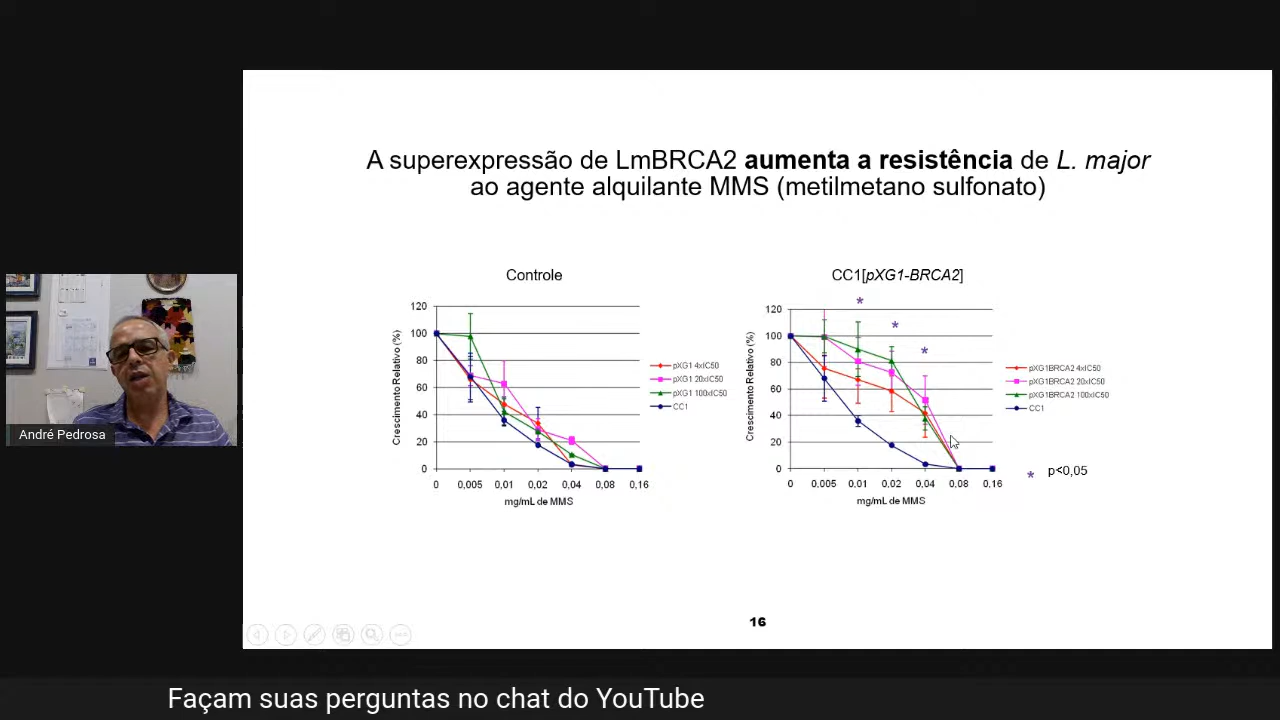 A superexpressão de LmBRCA2 aumenta a resistência de L. major
ao agente alquilante MMS (metilmetano sulfonato)
Controle
120
100
80
60
40
20
0
Crescimento Relativo (%)
0 0,005 0,01 0,02 0,04 0,08 0,16
mg/mL de MMS
pXG1 4xIC50
pXG1 20xIC50
pXG1 100xIC50
CC1
CC1[pXG1-BRCA2]
* * *
120
100
80
60
40
20
0
Crescimento Relativo (%)
0 0,005 0,01 0,02 0,04 0,08 0,16
mg/mL de MMS
pXG1BRCA2 4xIC50
pXG1BRCA2 20xIC50
pXG1BRCA2 100xIC50
CC1
* p<0,05
André Pedrosa
16
Façam suas perguntas no chat do YouTube